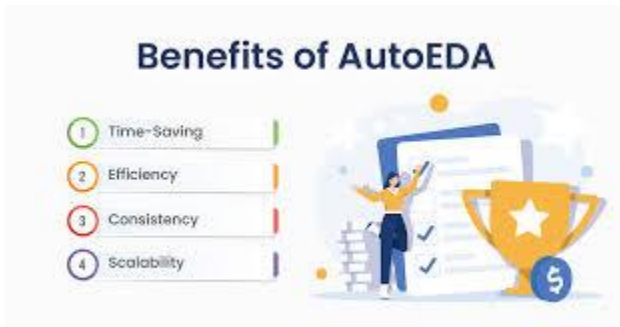 Benefits of AutoEDA
1 Time-Saving
2 Efficiency
3 Consistency
4 Scalability
$